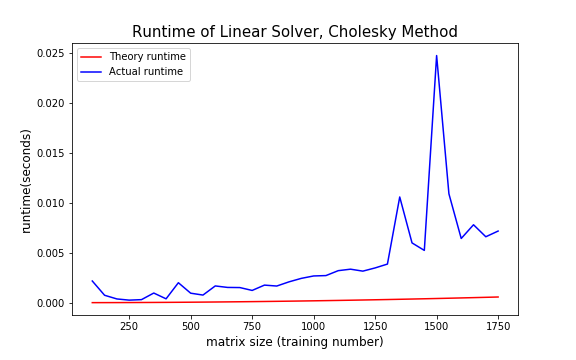 Runtime of Linear Solver, Cholesky Method
Theory runtime
Actual runtime
0.025
0.020
0.015
0.010
0.005
0.000
runtime(seconds)
250 500 750 1000 1250 1500 1750
matrix size (training number)